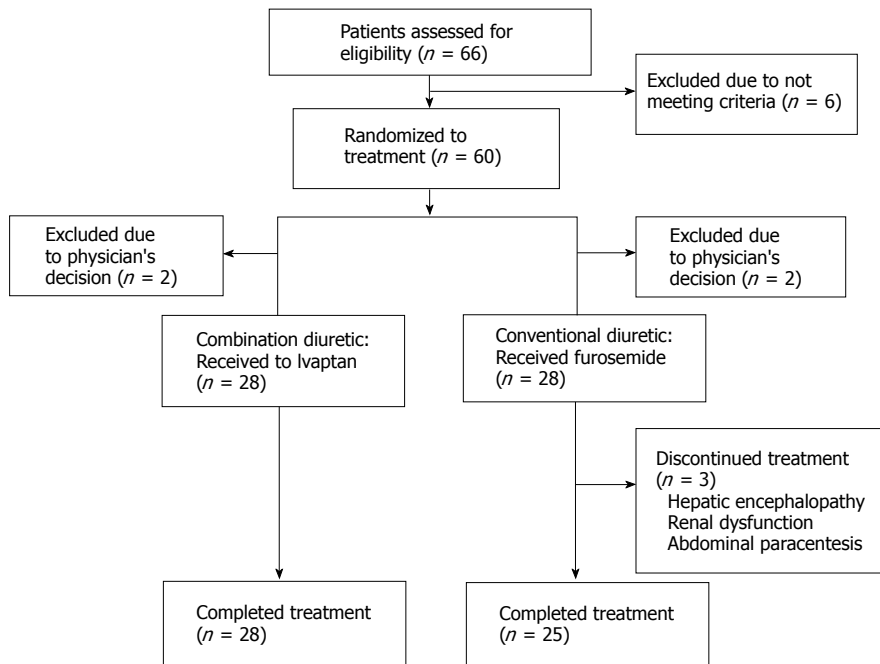 Patients assessed for
eligibility (n = 66)
Excluded due to not
meeting criteria (n = 6)
Randomized to
treatment (n = 60)
Excluded due
to physician's
decision (n = 2)
Excluded due
to physician's
decision (n = 2)
Combination diuretic:
Received to lvaptan
(n = 28)
Conventional diuretic:
Received furosemide
(n = 28)
Discontinued treatment
(n = 3)
Hepatic encephalopathy
Renal dysfunction
Abdominal paracentesis
Completed treatment
(n = 28)
Completed treatment
(n = 25)